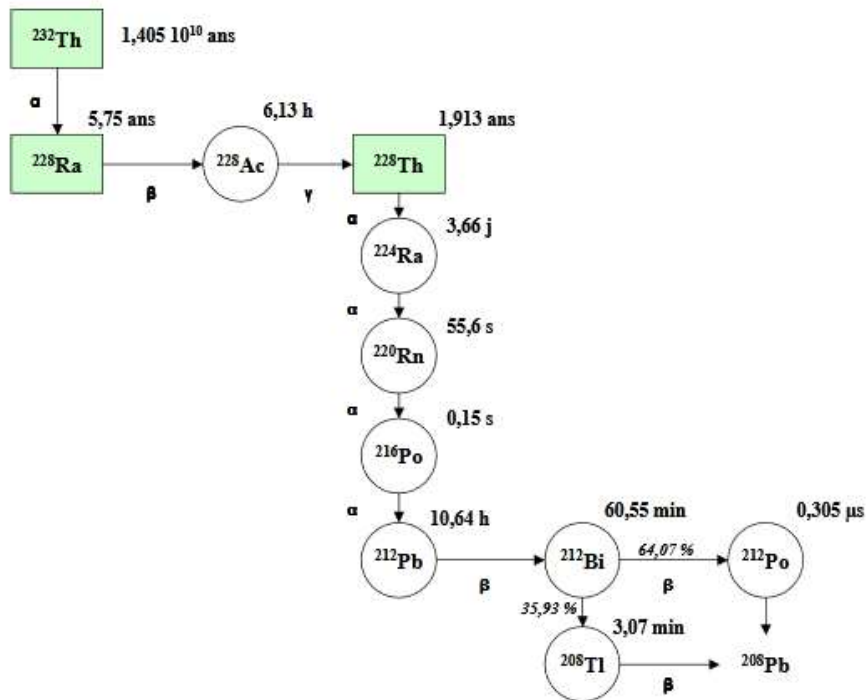 ²³²Th 1,405 10¹⁰ ans
α
5,75 ans 6,13 h 1,913 ans
²²⁸Ra ²²⁸Ac ²²⁸Th
β γ
α 3,66 j
²²⁴Ra
α 55,6 s
²²⁰Rn
α 0,15 s
²¹⁶Po
α 10,64 h 60,55 min 0,305 µs
²¹²Pb ²¹²Bi 64,07 % ²¹²Po
β β
35,93 % 3,07 min
²⁰⁸Tl ²⁰⁸Pb
β